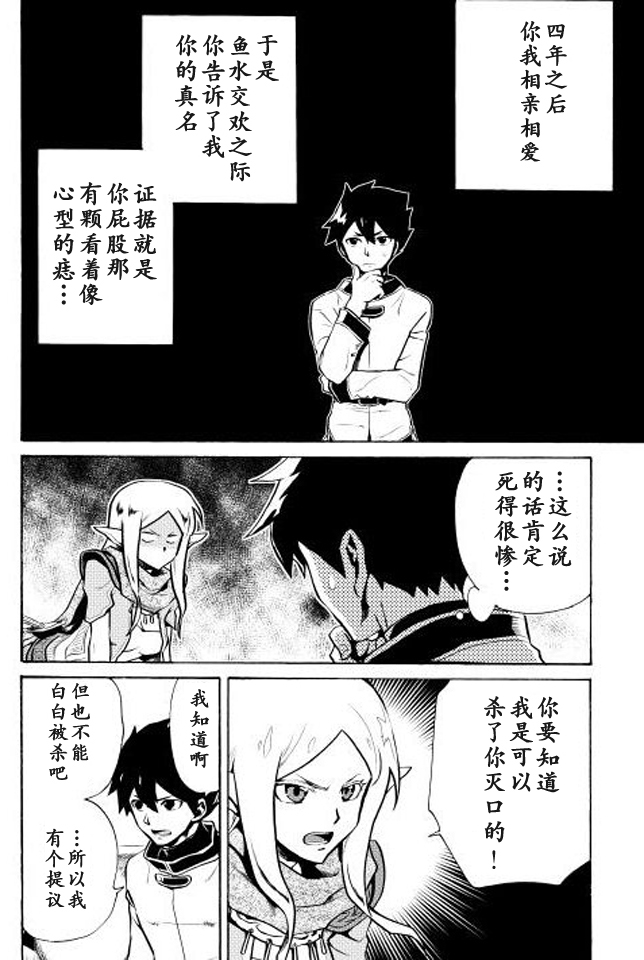 四年之后
你我相亲相爱
于是
鱼水交欢之际
你告诉了我
你的真名
证据就是
你屁股那
有颗看着像
心型的痣…
…这么说
的话肯定
死得很
惨…
你要知道
我是可以
杀了你灭口
的！
我知道啊
但也不能
白白被杀吧
…所以我
有个提议